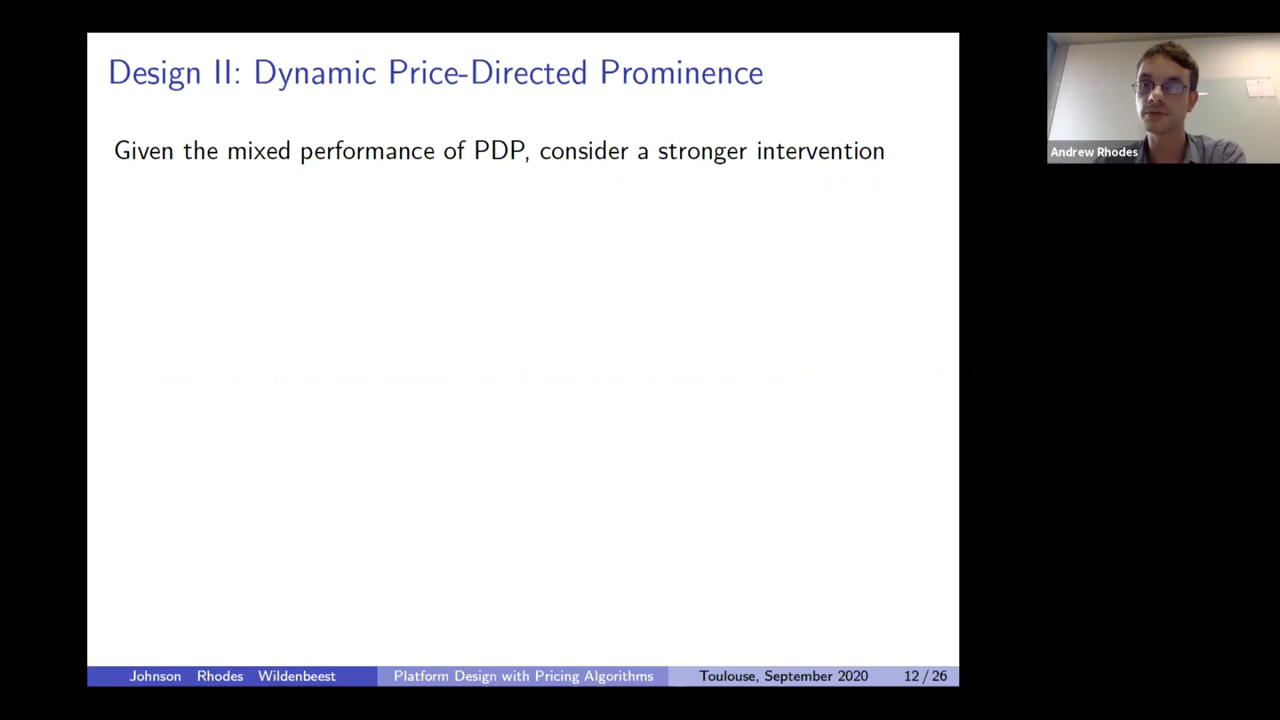 Design II: Dynamic Price-Directed Prominence
Given the mixed performance of PDP, consider a stronger intervention
Andrew Rhodes
Johnson Rhodes Wildenbeest
Platform Design with Pricing Algorithms
Toulouse, September 2020
12 / 26